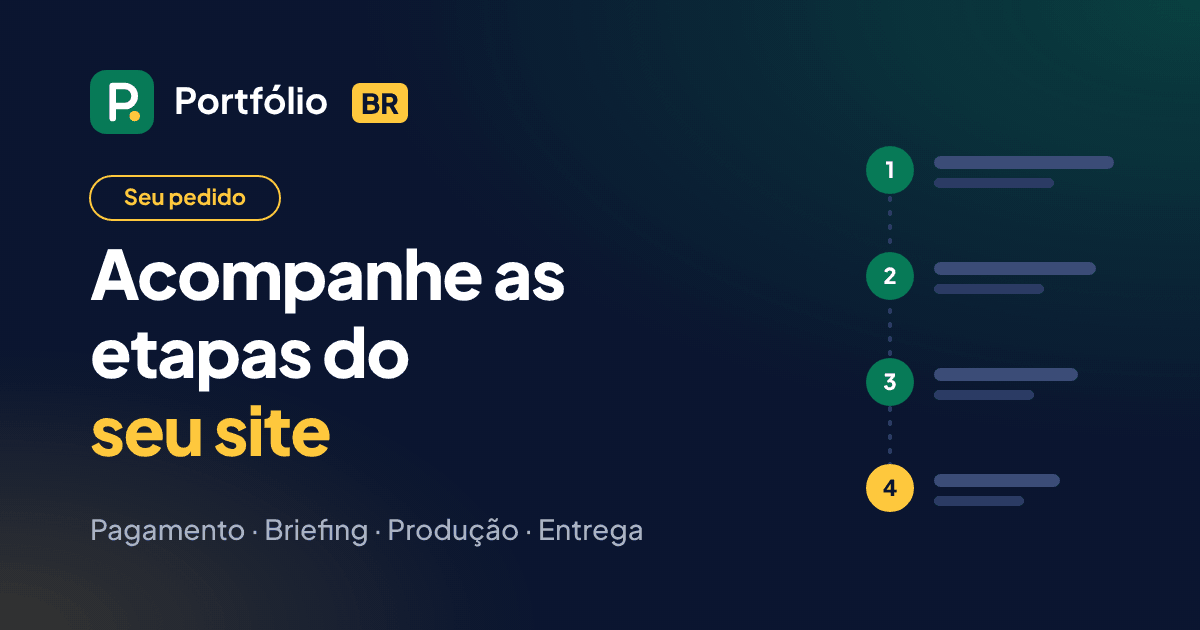 P.
Portfólio BR
Seu pedido
Acompanhe as
etapas do
seu site
Pagamento · Briefing · Produção · Entrega
1
2
3
4